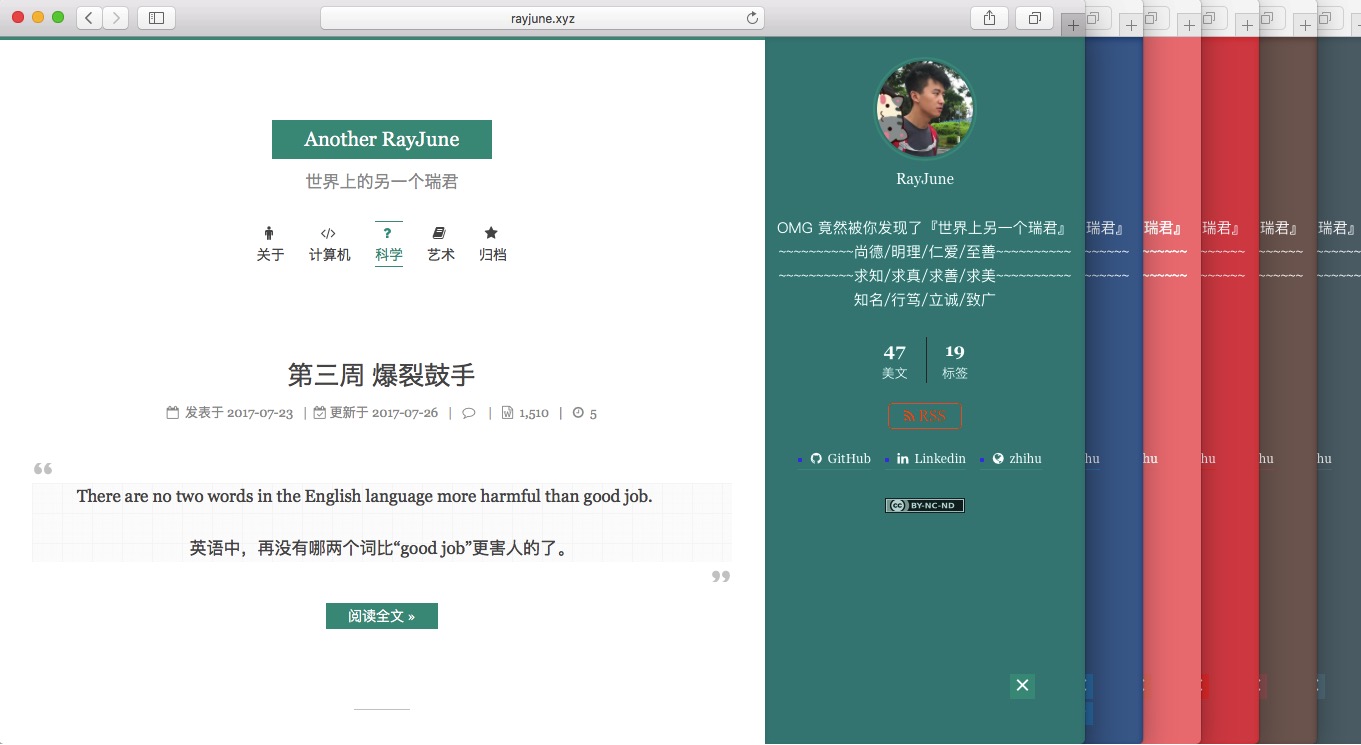 rayjune.xyz
Another RayJune
世界上的另一个瑞君
关于 计算机 科学 艺术 归档
第三周 爆裂鼓手
发表于 2017-07-23 | 更新于 2017-07-26 | | 1,510 | 5
There are no two words in the English language more harmful than good job.
英语中，再没有哪两个词比“good job”更害人的了。
阅读全文 »
RayJune
OMG 竟然被你发现了『世界上另一个瑞君』
~~~~~~~~~~尚德/明理/仁爱/至善~~~~~~~~~~
~~~~~~~~~~求知/求真/求善/求美~~~~~~~~~~
知名/行笃/立诚/致广
47 19
美文 标签
RSS
GitHub Linkedin zhihu
BY-NC-ND
瑞君』 瑞君』 瑞君』 瑞君』 瑞君』
~~~~~~ ~~~~~~ ~~~~~~ ~~~~~~ ~~~~~~
~~~~~~ ~~~~~~ ~~~~~~ ~~~~~~ ~~~~~~
hu hu hu hu hu